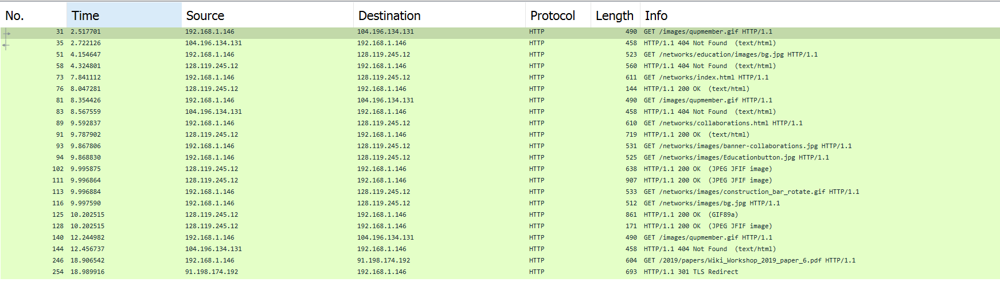 No. Time Source Destination Protocol Length Info
31 2.517701 192.168.1.146 104.196.134.131 HTTP 490 GET /images/qupmember.gif HTTP/1.1
35 2.722126 104.196.134.131 192.168.1.146 HTTP 458 HTTP/1.1 404 Not Found (text/html)
51 4.154647 192.168.1.146 128.119.245.12 HTTP 523 GET /networks/education/images/bg.jpg HTTP/1.1
58 4.324801 128.119.245.12 192.168.1.146 HTTP 560 HTTP/1.1 404 Not Found (text/html)
73 7.841112 192.168.1.146 128.119.245.12 HTTP 611 GET /networks/index.html HTTP/1.1
76 8.047281 128.119.245.12 192.168.1.146 HTTP 144 HTTP/1.1 200 OK (text/html)
81 8.354426 192.168.1.146 104.196.134.131 HTTP 490 GET /images/qupmember.gif HTTP/1.1
83 8.567559 104.196.134.131 192.168.1.146 HTTP 458 HTTP/1.1 404 Not Found (text/html)
89 9.592837 192.168.1.146 128.119.245.12 HTTP 610 GET /networks/collaborations.html HTTP/1.1
91 9.787902 128.119.245.12 192.168.1.146 HTTP 719 HTTP/1.1 200 OK (text/html)
93 9.867806 192.168.1.146 128.119.245.12 HTTP 531 GET /networks/images/banner-collaborations.jpg HTTP/1.1
94 9.868830 192.168.1.146 128.119.245.12 HTTP 525 GET /networks/images/Educationbutton.jpg HTTP/1.1
102 9.995875 128.119.245.12 192.168.1.146 HTTP 638 HTTP/1.1 200 OK (JPEG JFIF image)
111 9.996864 128.119.245.12 192.168.1.146 HTTP 907 HTTP/1.1 200 OK (JPEG JFIF image)
113 9.996884 192.168.1.146 128.119.245.12 HTTP 533 GET /networks/images/construction_bar_rotate.gif HTTP/1.1
116 9.997590 192.168.1.146 128.119.245.12 HTTP 512 GET /networks/images/bg.jpg HTTP/1.1
125 10.202515 128.119.245.12 192.168.1.146 HTTP 861 HTTP/1.1 200 OK (GIF89a)
128 10.202515 128.119.245.12 192.168.1.146 HTTP 171 HTTP/1.1 200 OK (JPEG JFIF image)
140 12.244982 192.168.1.146 104.196.134.131 HTTP 490 GET /images/qupmember.gif HTTP/1.1
144 12.456737 104.196.134.131 192.168.1.146 HTTP 458 HTTP/1.1 404 Not Found (text/html)
246 18.906542 192.168.1.146 91.198.174.192 HTTP 604 GET /2019/papers/Wiki_Workshop_2019_paper_6.pdf HTTP/1.1
254 18.989916 91.198.174.192 192.168.1.146 HTTP 693 HTTP/1.1 301 TLS Redirect